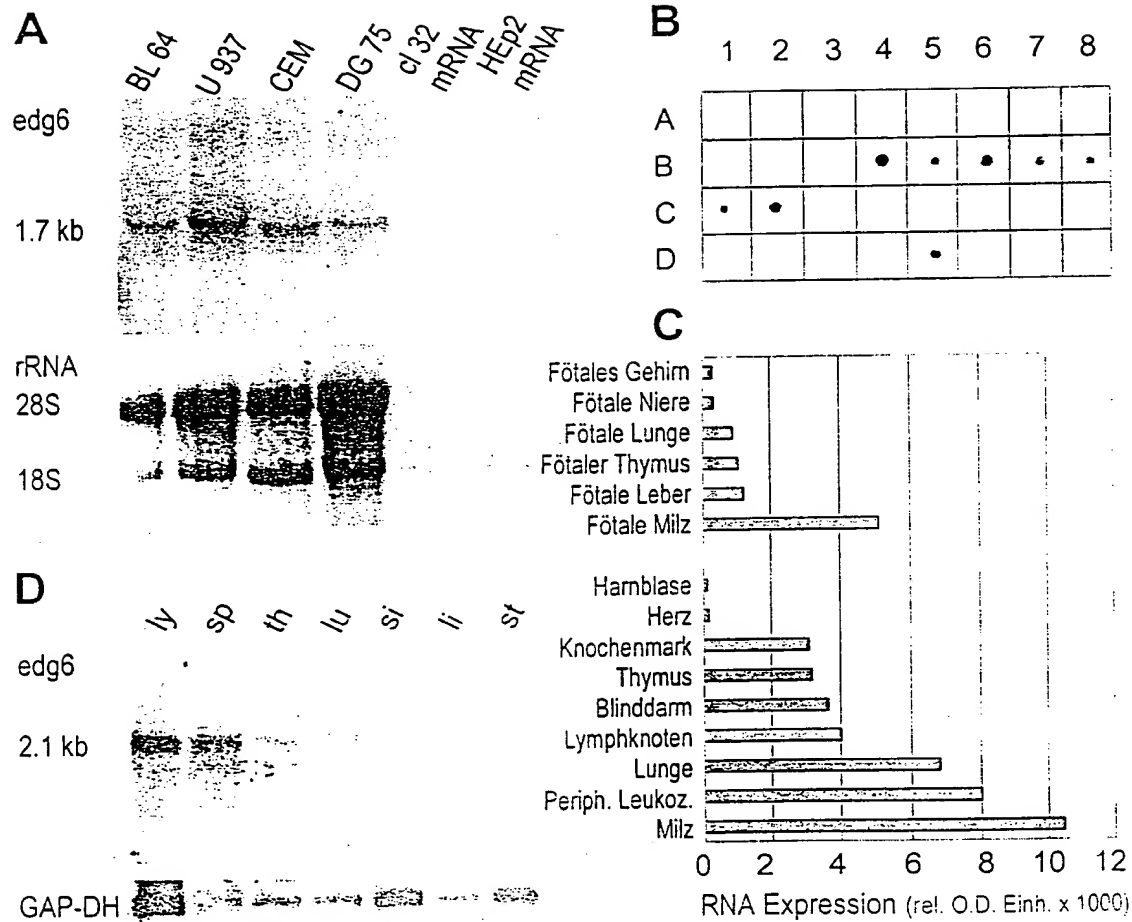 A
BL 64
U 937
CEM
DG 75
cl 32
mRNA
HEp2
mRNA
edg6
1.7 kb
rRNA
28S
18S
B
1 2 3 4 5 6 7 8
A
B
C
D
C
Fötales Gehirn
Fötale Niere
Fötale Lunge
Fötaler Thymus
Fötale Leber
Fötale Milz
Harnblase
Herz
Knochenmark
Thymus
Blinddarm
Lymphknoten
Lunge
Periph. Leukoz.
Milz
0 2 4 6 8 10 12
RNA Expression (rel. O.D. Einh. x 1000)
D
ly sp th lu si li st
edg6
2.1 kb
GAP-DH